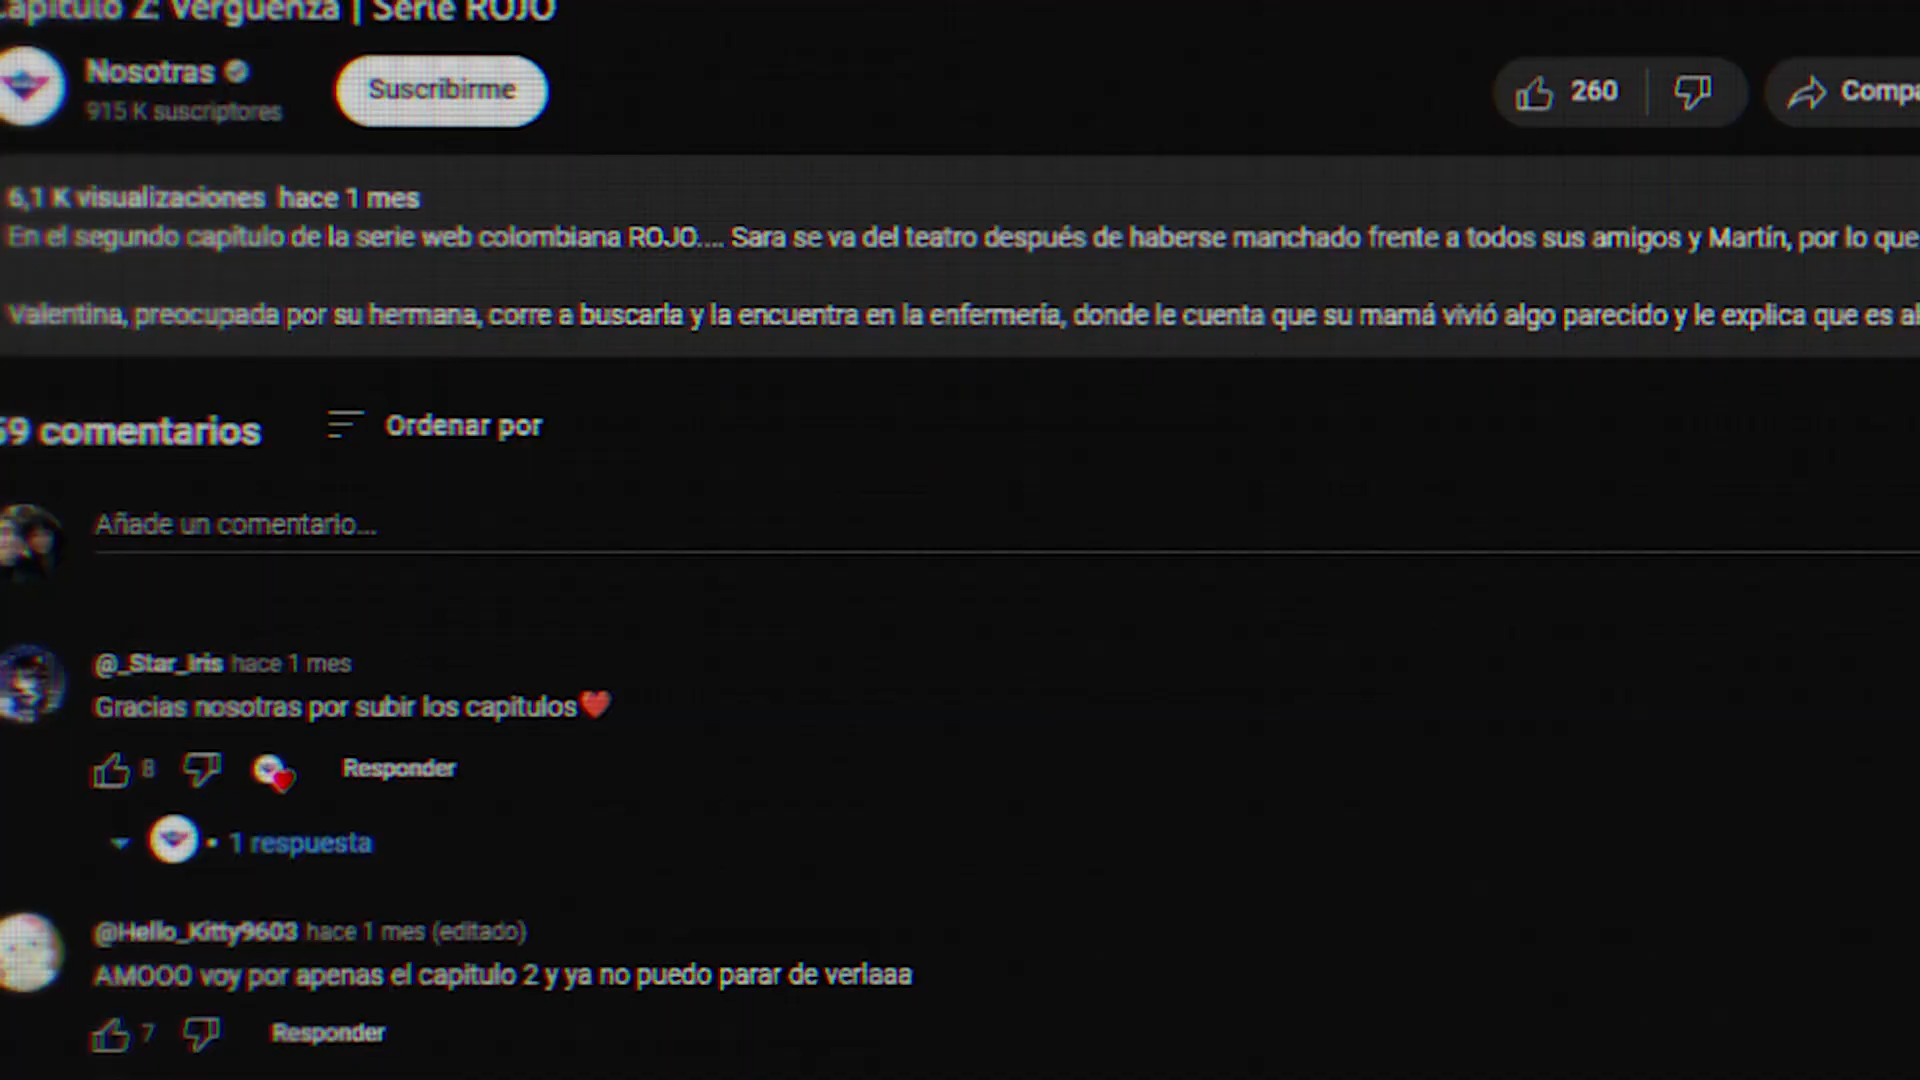 Capítulo 2: Vergüenza | Serie ROJO
Nosotras
915 K suscriptores
Suscribirme
260
6,1 K visualizaciones hace 1 mes
En el segundo capítulo de la serie web colombiana ROJO.... Sara se va del teatro después de haberse manchado frente a todos sus amigos y Martín, por lo que
Valentina, preocupada por su hermana, corre a buscarla y la encuentra en la enfermería, donde le cuenta que su mamá vivió algo parecido y le explica que es
comentarios
Ordenar por
Añade un comentario...
@_Star_Iris hace 1 mes
Gracias nosotras por subir los capitulos❤️
8
Responder
• 1 respuesta
@Hello_Kitty9603 hace 1 mes (editado)
AMOOO voy por apenas el capitulo 2 y ya no puedo parar de verlaaa
7
Responder